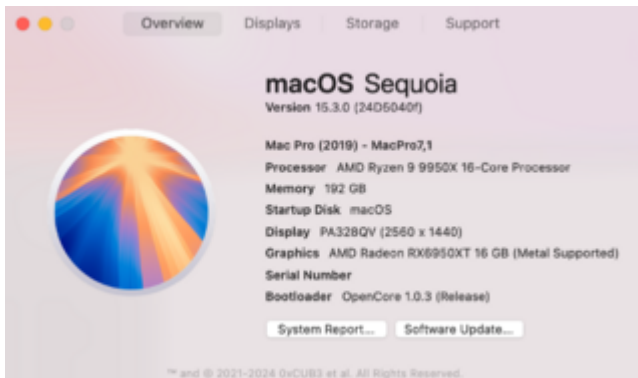 Overview Displays Storage Support
macOS Sequoia
Version 15.3.0 (24D5040f)
Mac Pro (2019) - MacPro7,1
Processor AMD Ryzen 9 9950X 16-Core Processor
Memory 192 GB
Startup Disk macOS
Display PA328QV (2560 x 1440)
Graphics AMD Radeon RX6950XT 16 GB (Metal Supported)
Serial Number
Bootloader OpenCore 1.0.3 (Release)
System Report... Software Update...
™ and © 2021-2024 0xCUB3 et al. All Rights Reserved.